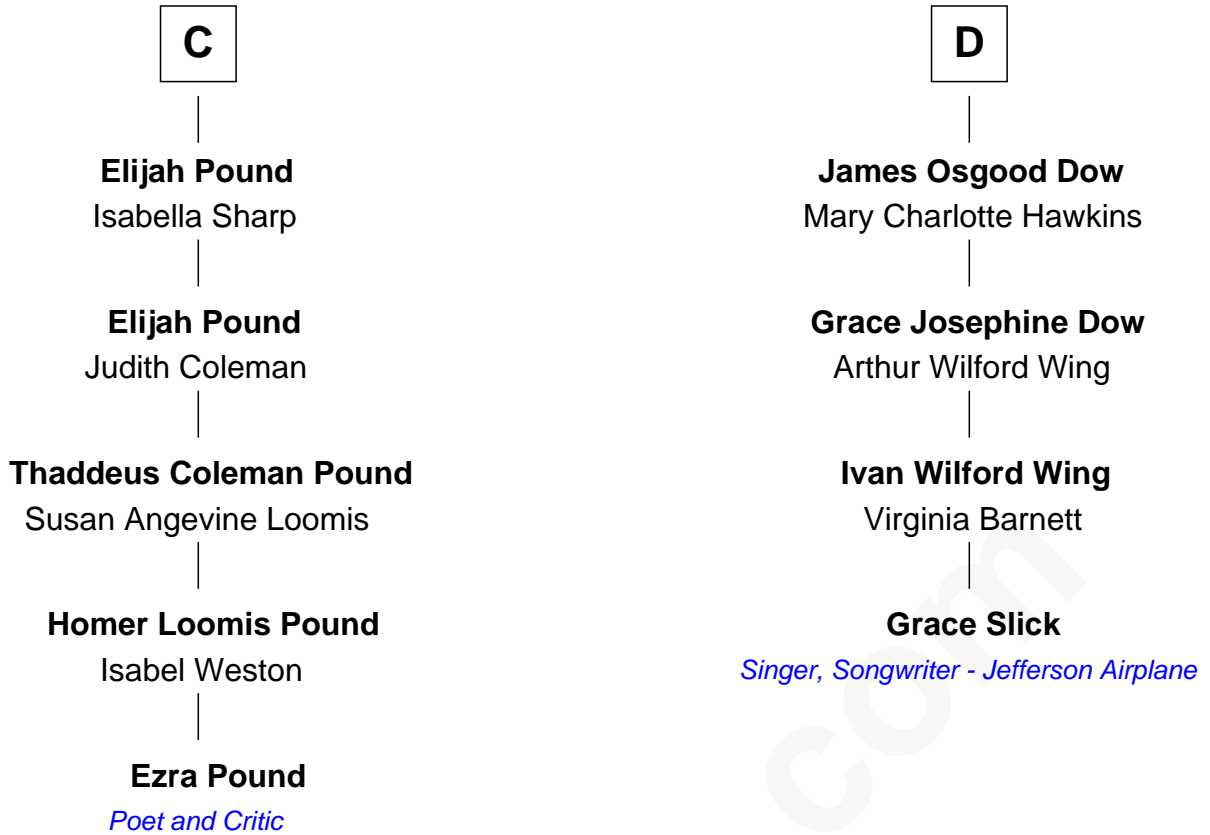 C
Elijah Pound
Isabella Sharp
Elijah Pound
Judith Coleman
Thaddeus Coleman Pound
Susan Angevine Loomis
Homer Loomis Pound
Isabel Weston
Ezra Pound
Poet and Critic
D
James Osgood Dow
Mary Charlotte Hawkins
Grace Josephine Dow
Arthur Wilford Wing
Ivan Wilford Wing
Virginia Barnett
Grace Slick
Singer, Songwriter - Jefferson Airplane
com